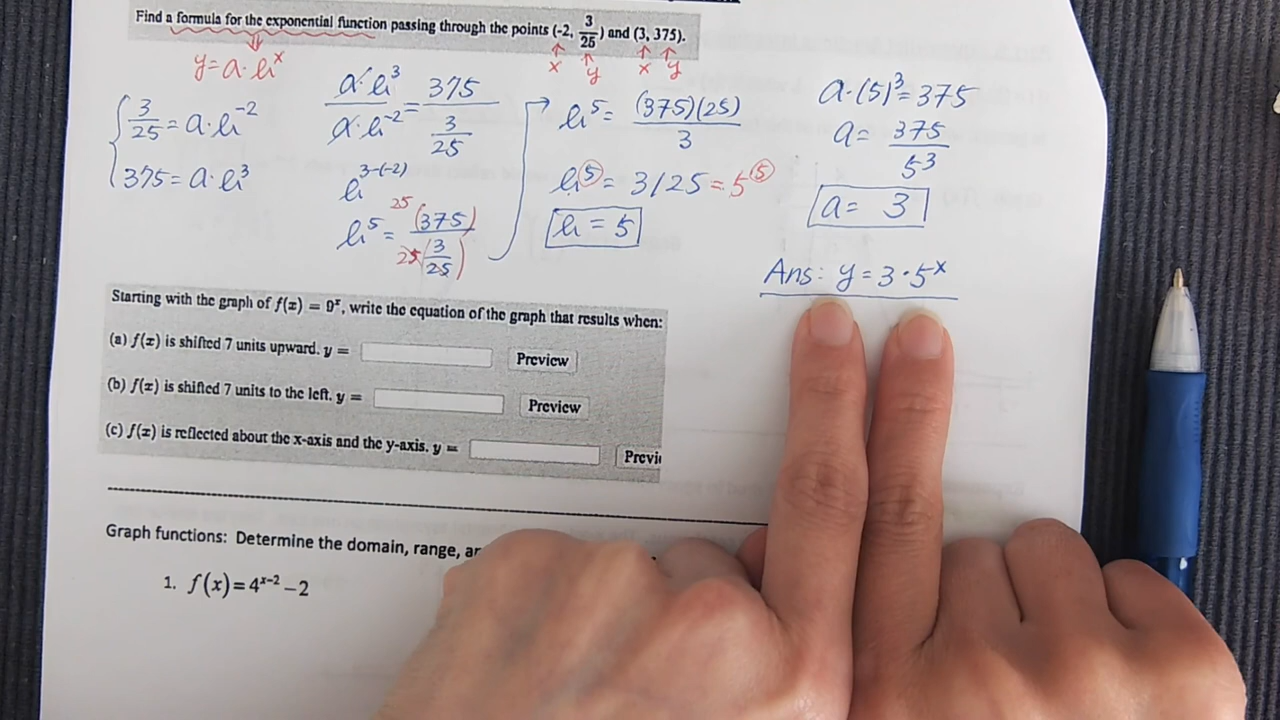 Find a formula for the exponential function passing through the points (-2, 3/25) and (3, 375).
x y x y
y = a·b^x
3/25 = a·b^-2
375 = a·b^3
a·b^3 / a·b^-2 = 375 / (3/25)
b^3-(-2)
b^5 = 25(375) / 25(3/25)
b^5 = (375)(25) / 3
b^5 = 3125 = 5^5
b = 5
a·(5)^3 = 375
a = 375 / 5^3
a = 3
Ans: y = 3·5^x
Starting with the graph of f(x) = 9^x, write the equation of the graph that results when:
(a) f(x) is shifted 7 units upward. y = Preview
(b) f(x) is shifted 7 units to the left. y = Preview
(c) f(x) is reflected about the x-axis and the y-axis. y = Previ
Graph functions: Determine the domain, range, ar
1. f(x) = 4^x-2 – 2